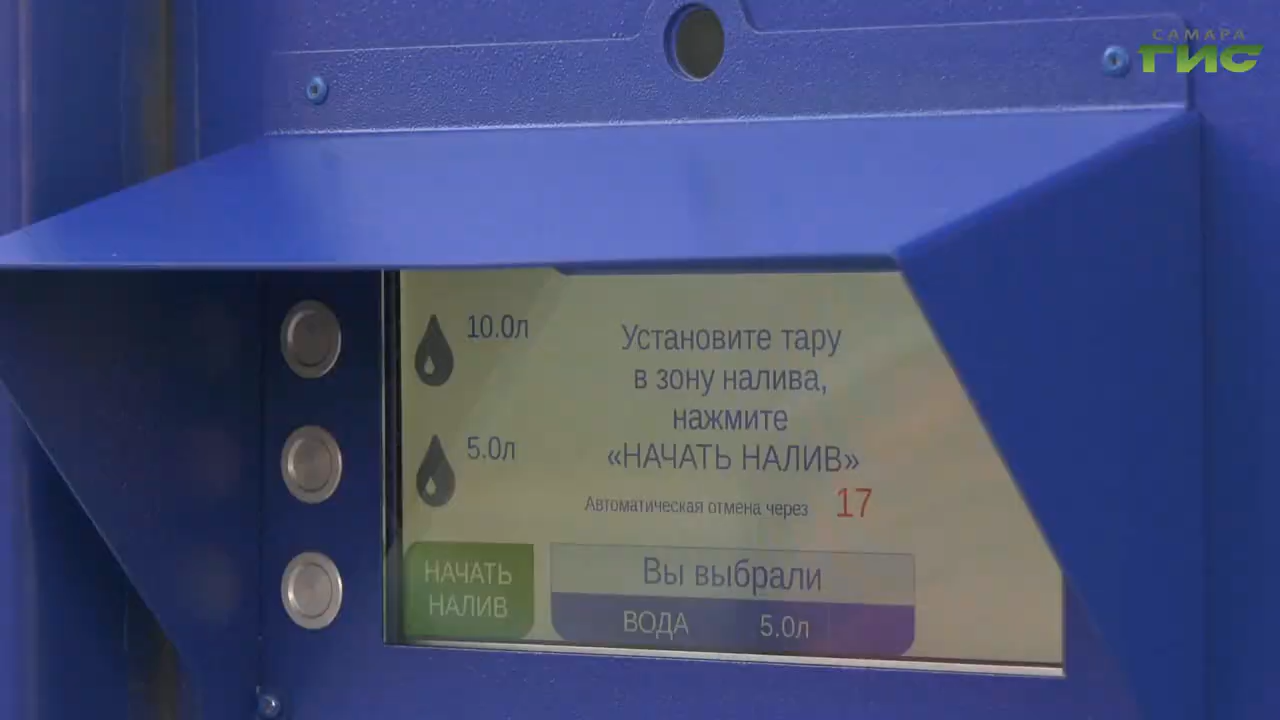 САМАРА
ГИС
10.0л
5.0л
Установите тару
в зону налива,
нажмите
«НАЧАТЬ НАЛИВ»
Автоматическая отмена через 17
НАЧАТЬ
НАЛИВ
Вы выбрали
ВОДА 5.0л